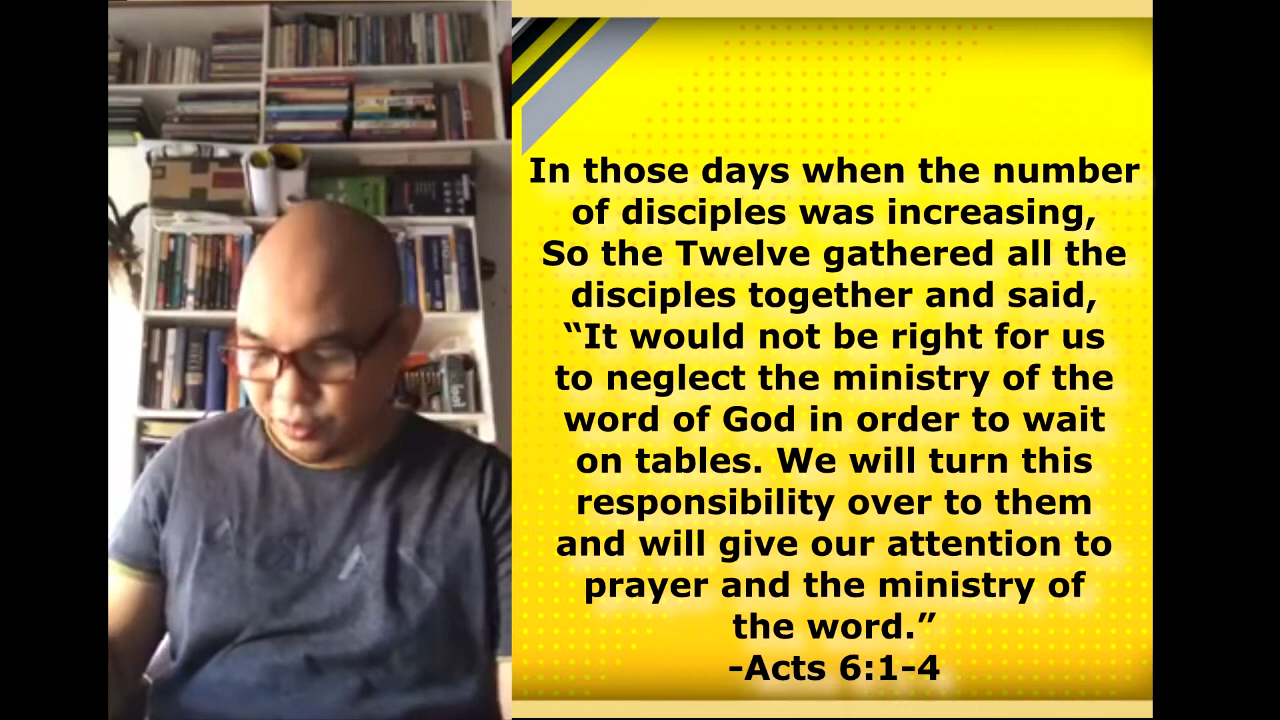 In those days when the number
of disciples was increasing,
So the Twelve gathered all the
disciples together and said,
“It would not be right for us
to neglect the ministry of the
word of God in order to wait
on tables. We will turn this
responsibility over to them
and will give our attention to
prayer and the ministry of
the word.”
-Acts 6:1-4